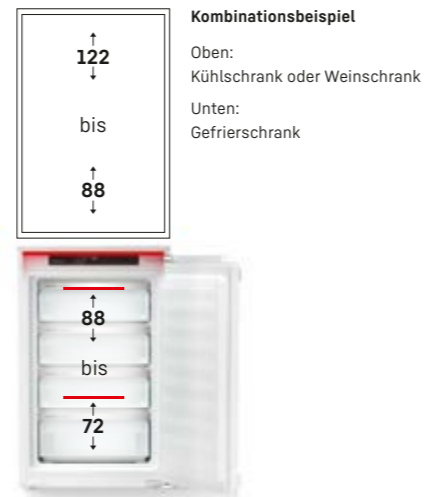 Kombinationsbeispiel
Oben:
Kühlschrank oder Weinschrank
Unten:
Gefrierschrank
122
bis
88
88
bis
72